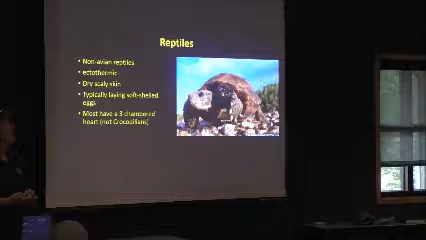 Reptiles
• Non-avian reptiles
• ectothermic
• Dry scaly skin
• Typically laying soft-shelled
eggs
• Most have a 3 chambered
heart (not Crocodilians)